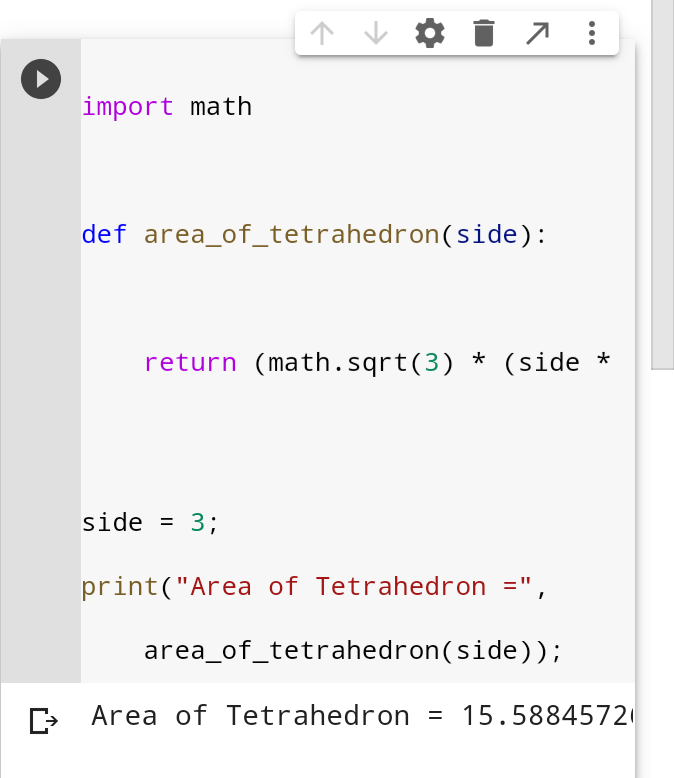 import math
def area_of_tetrahedron(side):
return (math.sqrt(3) * (side *
side = 3;
print("Area of Tetrahedron =",
area_of_tetrahedron(side));
Area of Tetrahedron = 15.5884572